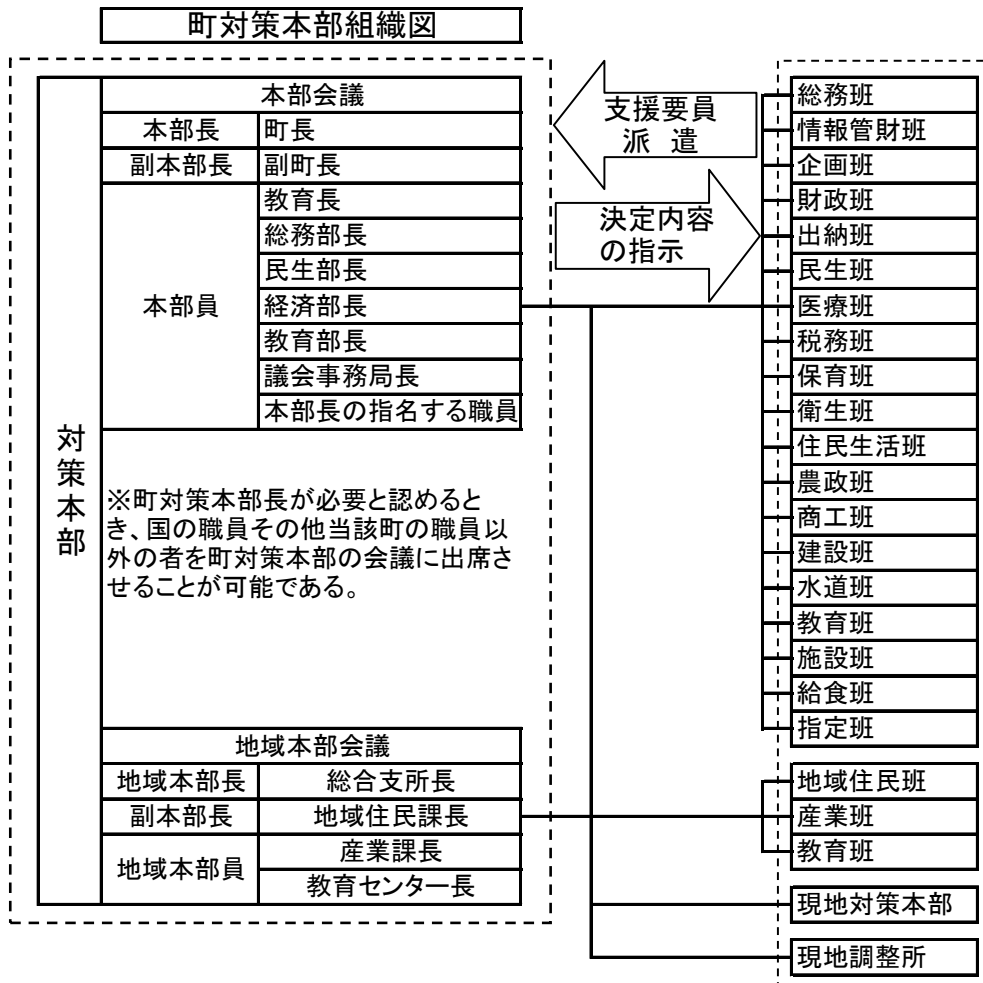 町対策本部組織図
対策本部
本部会議
本部長 町長
副本部長 副町長
本部員
教育長
総務部長
民生部長
経済部長
教育部長
議会事務局長
本部長の指名する職員
※町対策本部長が必要と認めると
き、国の職員その他当該町の職員以
外の者を町対策本部の会議に出席さ
せることが可能である。
地域本部会議
地域本部長 総合支所長
副本部長 地域住民課長
地域本部員
産業課長
教育センター長
支援要員
派 遣
決定内容
の指示
総務班
情報管財班
企画班
財政班
出納班
民生班
医療班
税務班
保育班
衛生班
住民生活班
農政班
商工班
建設班
水道班
教育班
施設班
給食班
指定班
地域住民班
産業班
教育班
現地対策本部
現地調整所